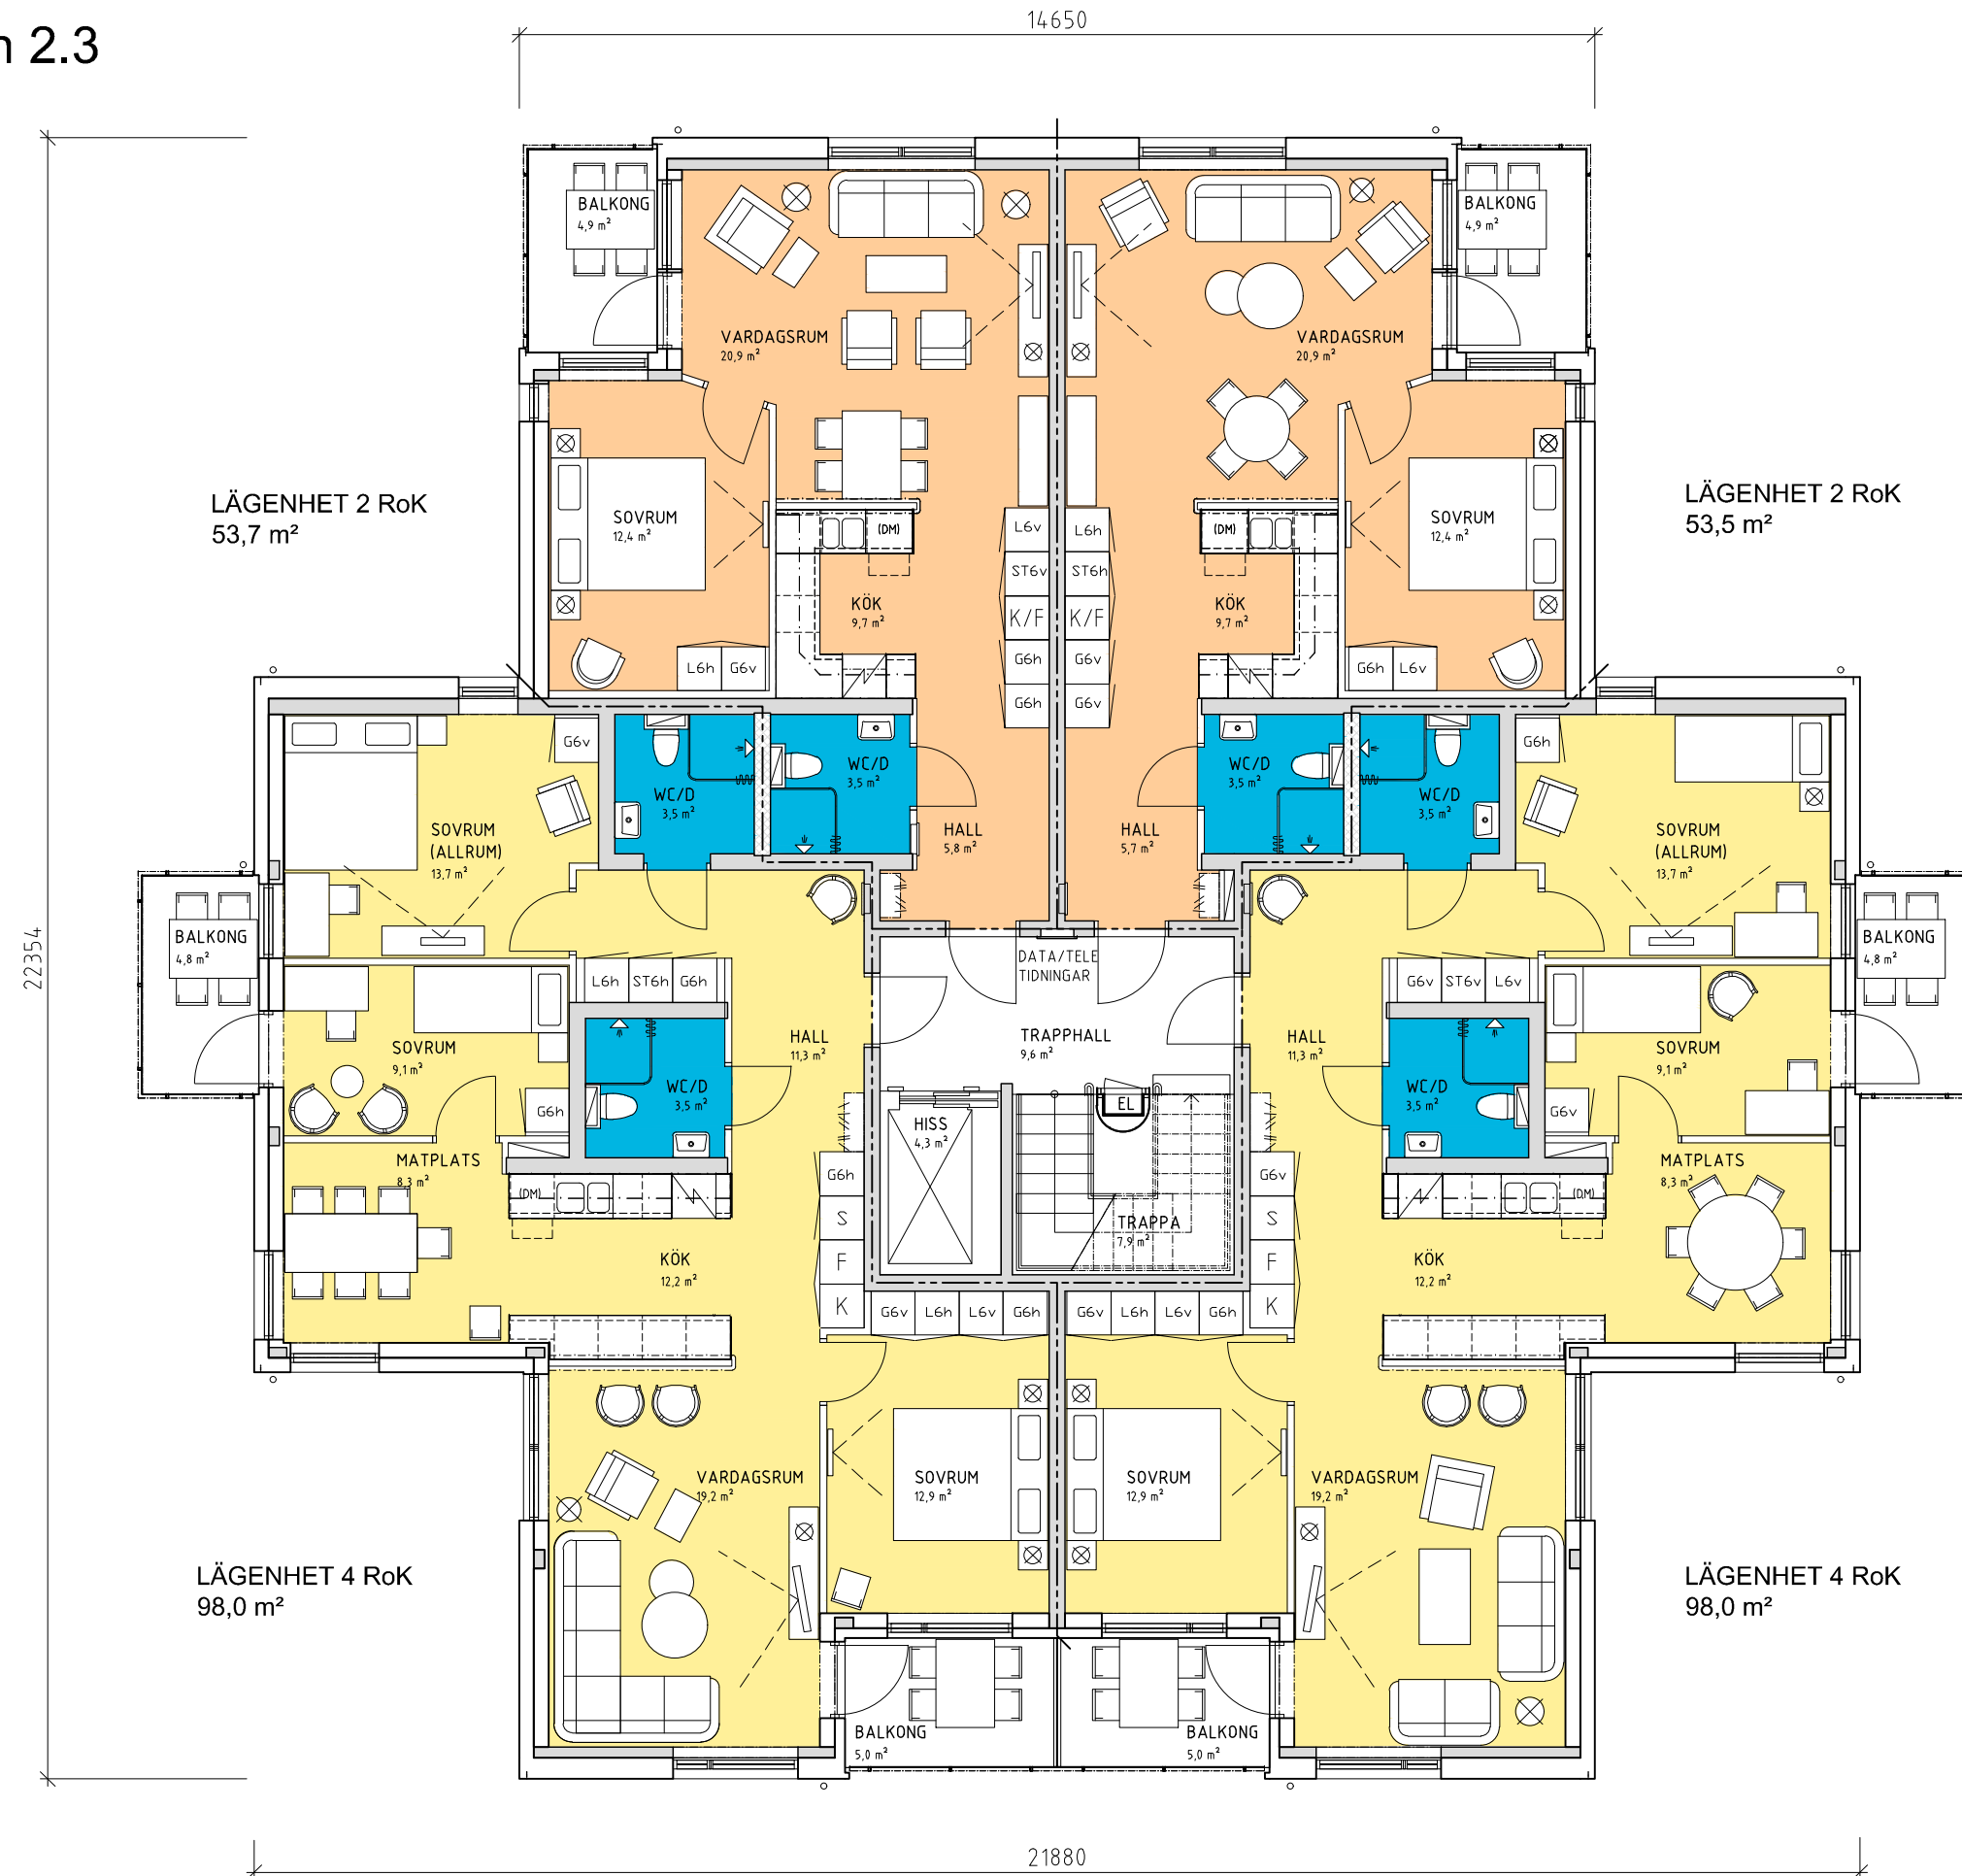 n 2.3
14650
BALKONG
4,9 m²
BALKONG
4,9 m²
VARDAGSRUM
20,9 m²
VARDAGSRUM
20,9 m²
LÄGENHET 2 RoK
53,7 m²
LÄGENHET 2 RoK
53,5 m²
SOVRUM
12,4 m²
(DM)
L6v
L6h
(DM)
SOVRUM
12,4 m²
ST6v
ST6h
KÖK
9,7 m²
K/F
K/F
KÖK
9,7 m²
L6h
G6v
G6h
G6v
G6h
L6v
G6h
G6v
G6v
WC/D
3,5 m²
WC/D
3,5 m²
WC/D
3,5 m²
WC/D
3,5 m²
G6h
SOVRUM
(ALLRUM)
13,7 m²
HALL
5,8 m²
HALL
5,7 m²
SOVRUM
(ALLRUM)
13,7 m²
22354
BALKONG
4,8 m²
BALKONG
4,8 m²
DATA/TELE
TIDNINGAR
L6h
ST6h
G6h
G6v
ST6v
L6v
SOVRUM
9,1 m²
HALL
11,3 m²
TRAPPHALL
9,6 m²
HALL
11,3 m²
SOVRUM
9,1 m²
G6h
WC/D
3,5 m²
HISS
4,3 m²
EL
WC/D
3,5 m²
G6v
MATPLATS
8,3 m²
(DM)
G6h
G6v
MATPLATS
8,3 m²
(DM)
S
TRAPPA
7,9 m²
S
KÖK
12,2 m²
F
F
KÖK
12,2 m²
K
G6v
L6h
L6v
G6h
G6v
L6h
L6v
G6h
K
VARDAGSRUM
19,2 m²
SOVRUM
12,9 m²
SOVRUM
12,9 m²
VARDAGSRUM
19,2 m²
LÄGENHET 4 RoK
98,0 m²
LÄGENHET 4 RoK
98,0 m²
BALKONG
5,0 m²
BALKONG
5,0 m²
21880